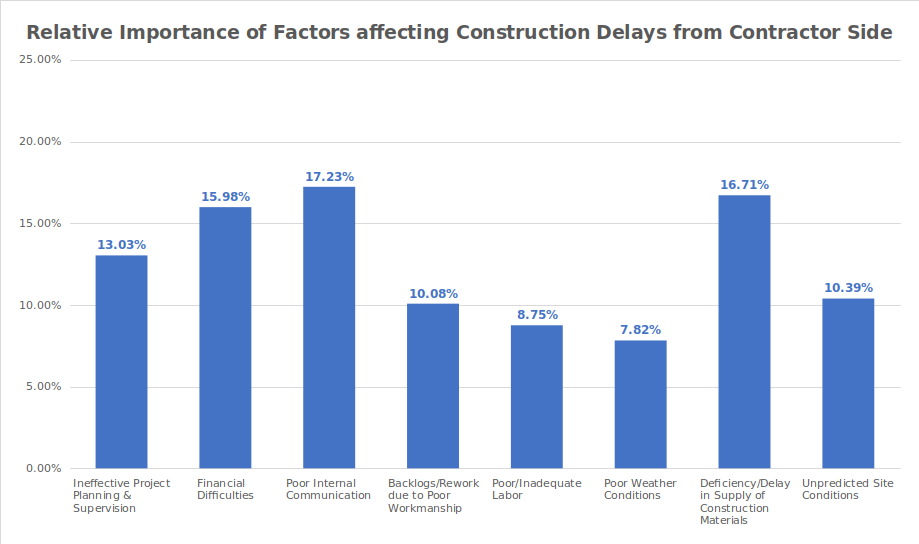 Relative Importance of Factors affecting Construction Delays from Contractor Side
25.00%
20.00%
15.00%
10.00%
5.00%
0.00%
13.03%
15.98%
17.23%
10.08%
8.75%
7.82%
16.71%
10.39%
Ineffective Project
Planning &
Supervision
Financial
Difficulties
Poor Internal
Communication
Backlogs/Rework
due to Poor
Workmanship
Poor/Inadequate
Labor
Poor Weather
Conditions
Deficiency/Delay
in Supply of
Construction
Materials
Unpredicted Site
Conditions